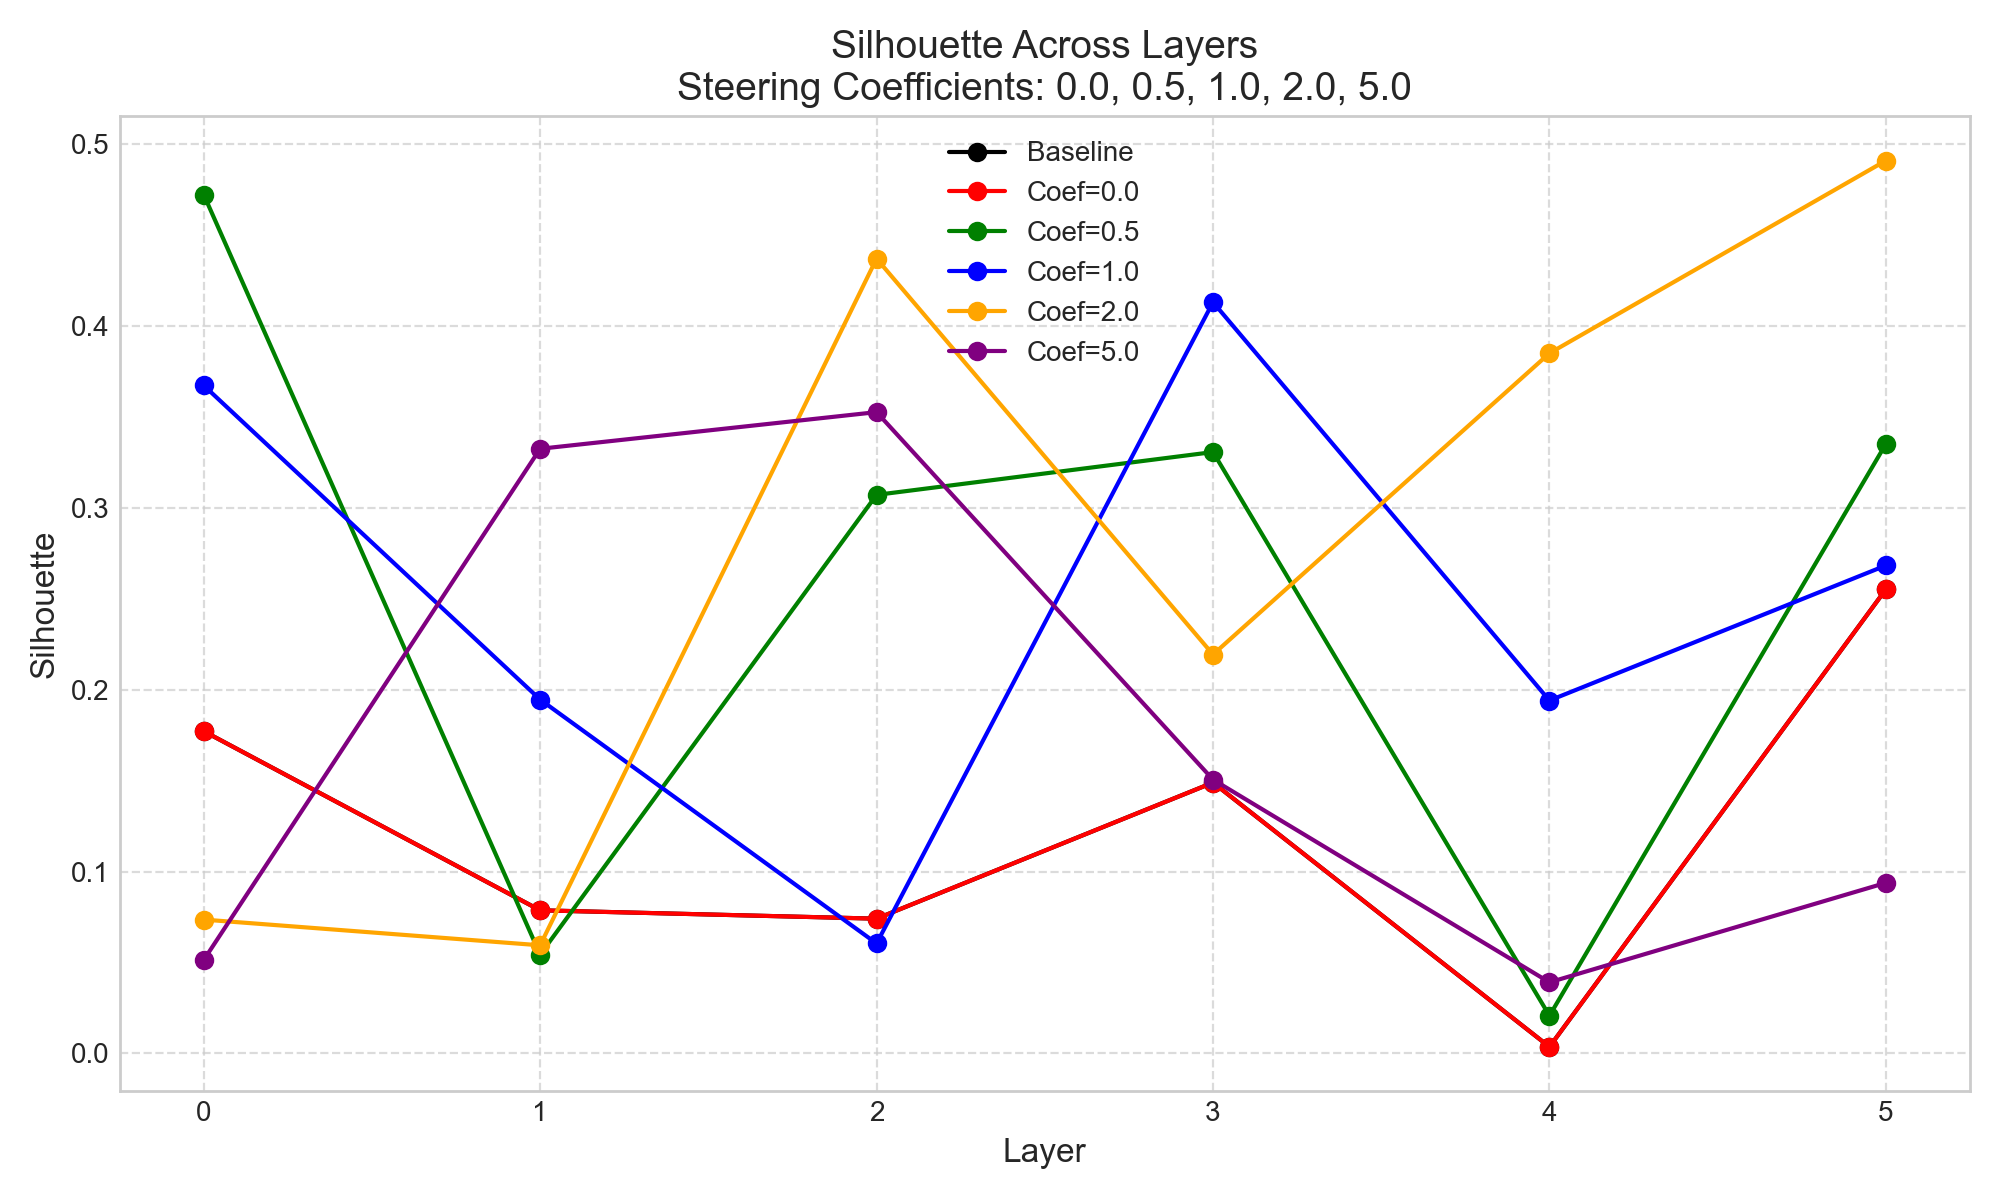 Silhouette Across Layers
Steering Coefficients: 0.0, 0.5, 1.0, 2.0, 5.0
Baseline
Coef=0.0
Coef=0.5
Coef=1.0
Coef=2.0
Coef=5.0
Silhouette
0.5
0.4
0.3
0.2
0.1
0.0
0 1 2 3 4 5
Layer